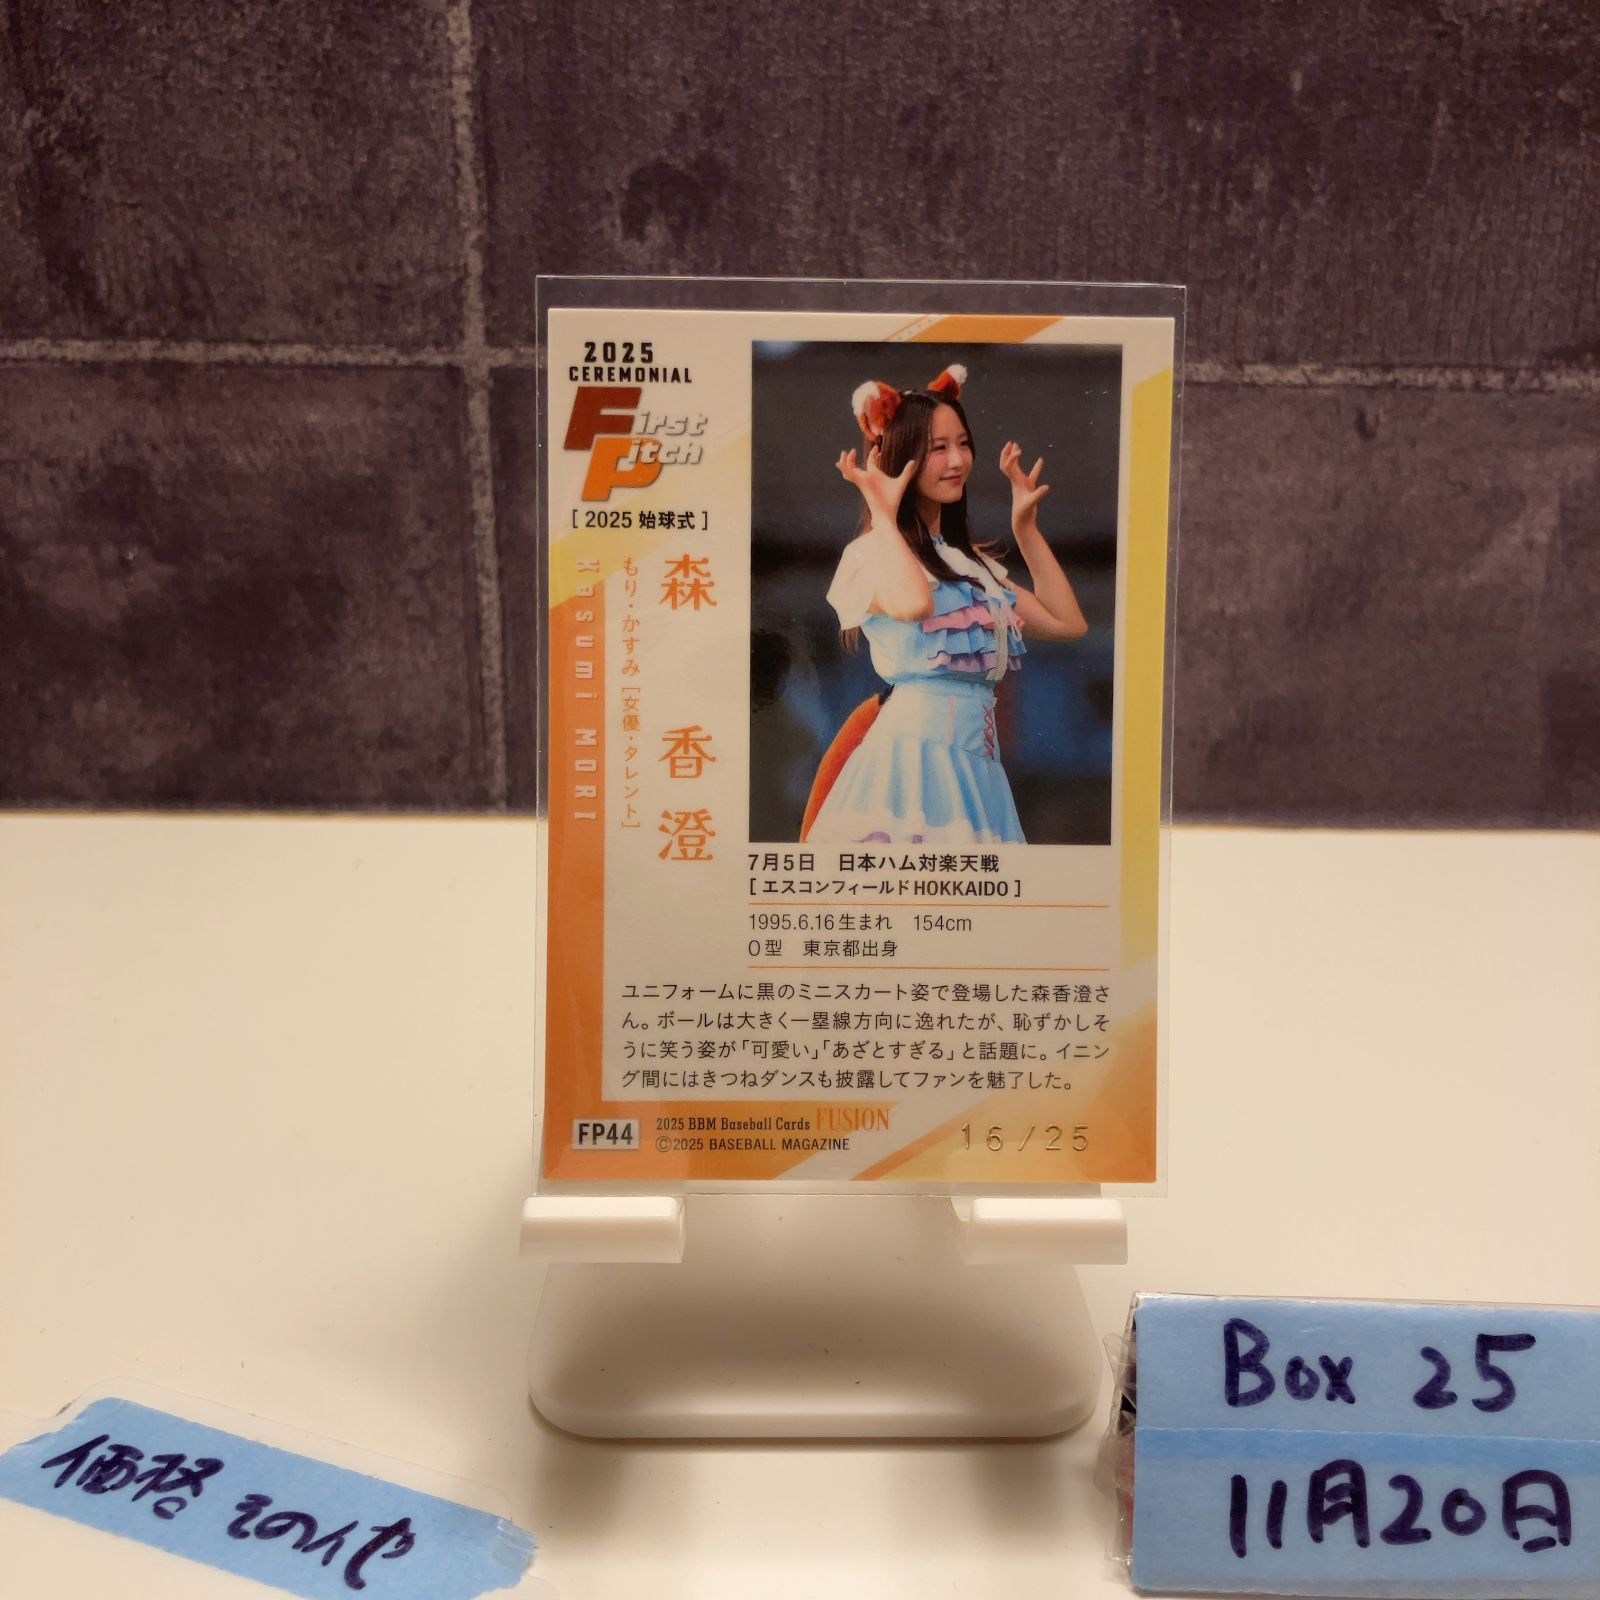 2025
CEREMONIAL
First
Pitch
[ 2025 始球式 ]
森 香澄
もり・かすみ [女優・タレント]
Kasumi MORI
7月5日 日本ハム対楽天戦
[ エスコンフィールドHOKKAIDO ]
1995.6.16生まれ 154cm
O型 東京都出身
ユニフォームに黒のミニスカート姿で登場した森香澄さ
ん。ボールは大きく一塁線方向に逸れたが、恥ずかしそ
うに笑う姿が「可愛い」「あざとすぎる」と話題に。イニン
グ間にはきつねダンスも披露してファンを魅了した。
FP44
2025 BBM Baseball Cards FUSION
©2025 BASEBALL MAGAZINE
16/25
Box 25
11月20日
価格 その他